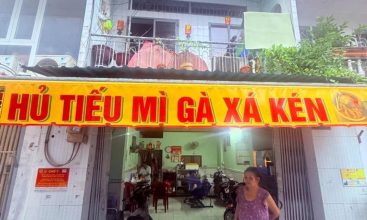 HỦ TIẾU MÌ GÀ XÁ KÉN